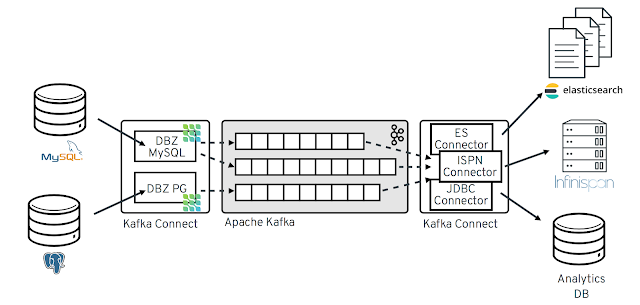 elasticsearch
MySQL
DBZ
MySQL
DBZ PG
Kafka Connect
Apache Kafka
ES
Connector
ISPN
Connector
JDBC
Connector
Kafka Connect
Infinispan
Analytics
DB